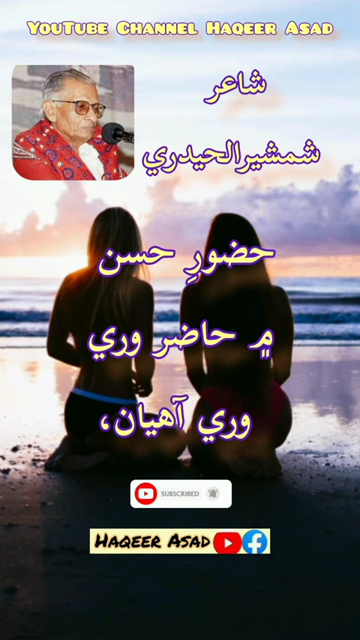 YouTube Channel Haqeer Asad
شاعر
شمشيرالحيدري
حضورِ حسن
۾ حاضر وري
وري آهيان،
SUBSCRIBED
Haqeer Asad